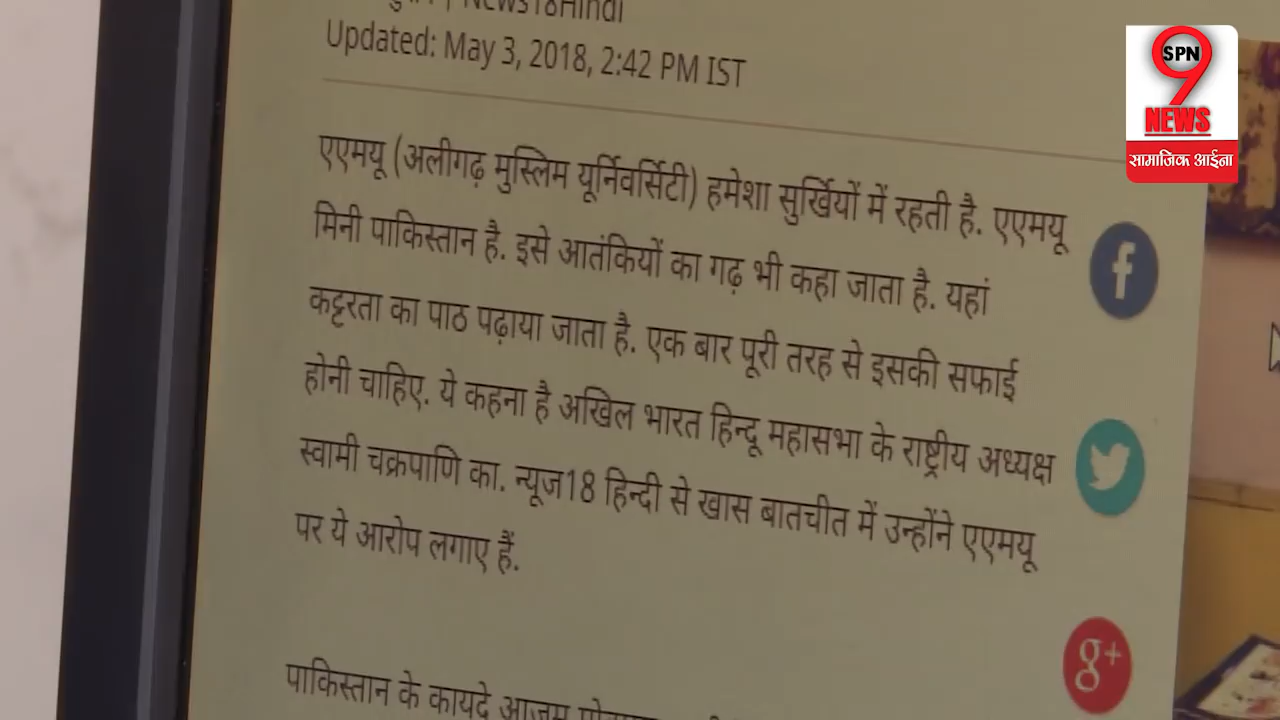 News18Hindi
Updated: May 3, 2018, 2:42 PM IST
एएमयू (अलीगढ़ मुस्लिम यूर्निवर्सिटी) हमेशा सुर्खियों में रहती है. एएमयू
मिनी पाकिस्तान है. इसे आतंकियों का गढ़ भी कहा जाता है. यहां
कट्टरता का पाठ पढ़ाया जाता है. एक बार पूरी तरह से इसकी सफाई
होनी चाहिए. ये कहना है अखिल भारत हिन्दू महासभा के राष्ट्रीय अध्यक्ष
स्वामी चक्रपाणि का. न्यूज18 हिन्दी से खास बातचीत में उन्होंने एएमयू
पर ये आरोप लगाए हैं.
पाकिस्तान के कायदे आजम
SPN
9
NEWS
सामाजिक आईना
f
g+